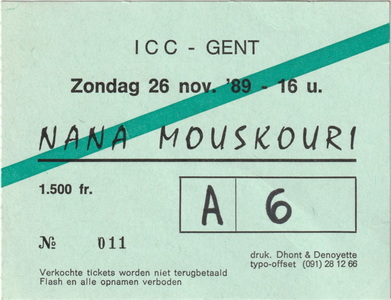 ICC - GENT
Zondag 26 nov. '89 - 16 u.
NANA MOUSKOURI
1.500 fr.
A 6
№ 011
druk. Dhont & Denoyette
typo-offset (091) 28 12 66
Verkochte tickets worden niet terugbetaald
Flash en alle opnamen verboden